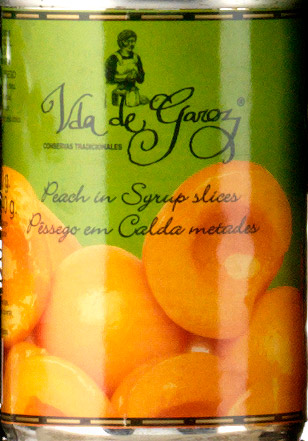 Vda de Garoz®
CONSERVAS TRADICIONALES
Peach in Syrup slices
Pêssego em Calda metades